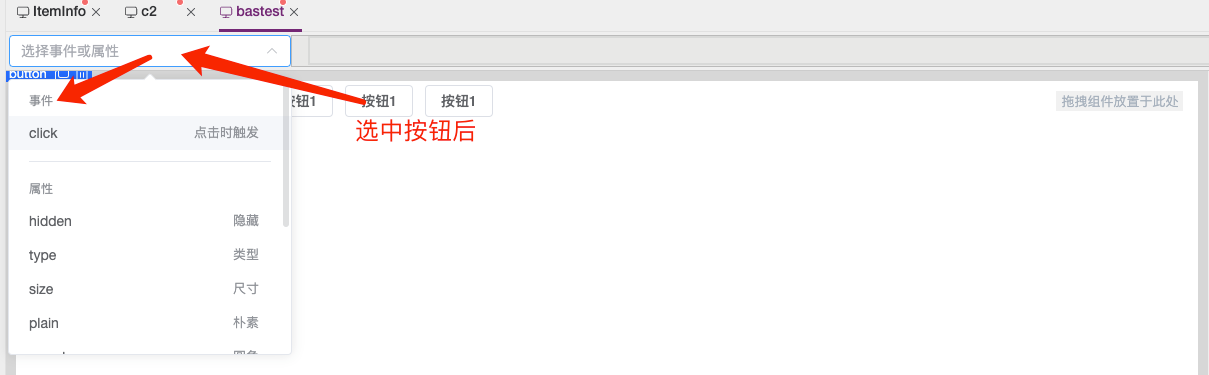 ItemInfo c2 bastest
选择事件或属性
button
事件
按钮1 按钮1 按钮1
拖拽组件放置于此处
选中按钮后
click 点击时触发
属性
hidden 隐藏
type 类型
size 尺寸
plain 朴素